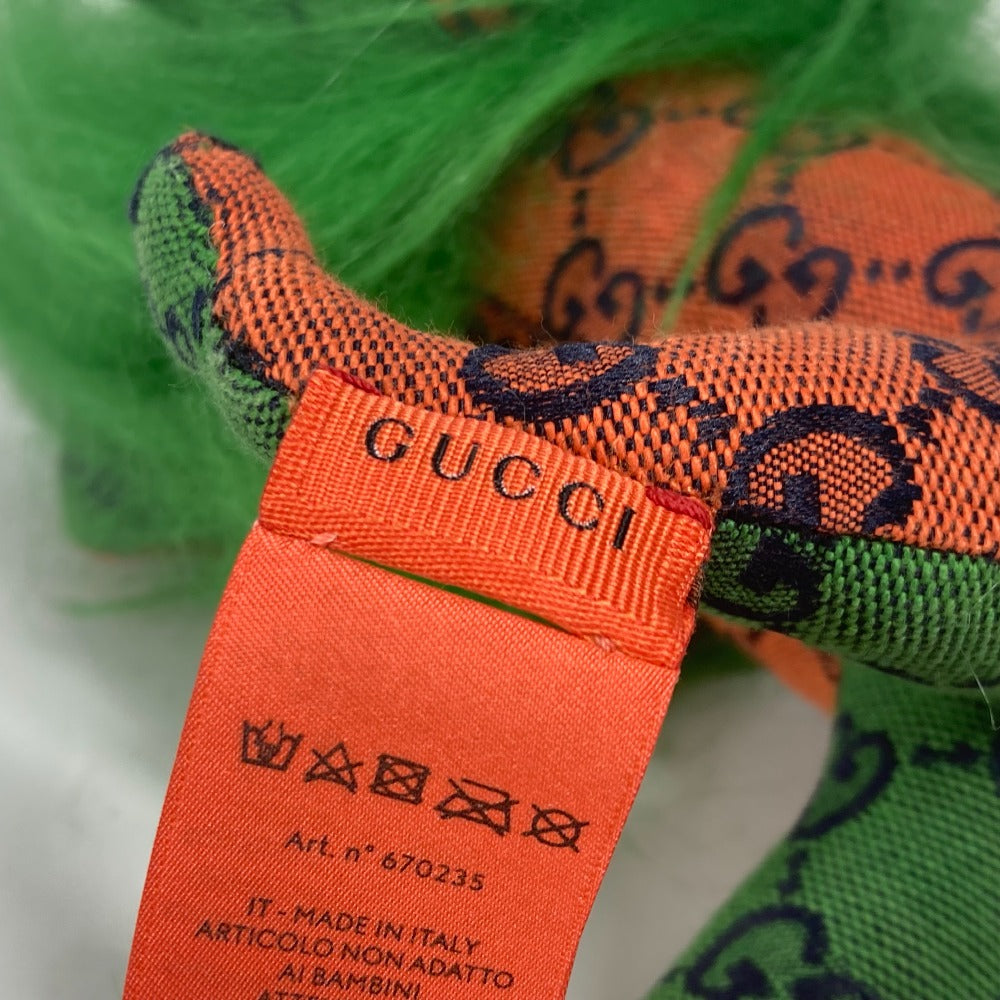 GUCCI
Art. n° 670235
IT - MADE IN ITALY
ARTICOLO NON ADATTO
AI BAMBINI